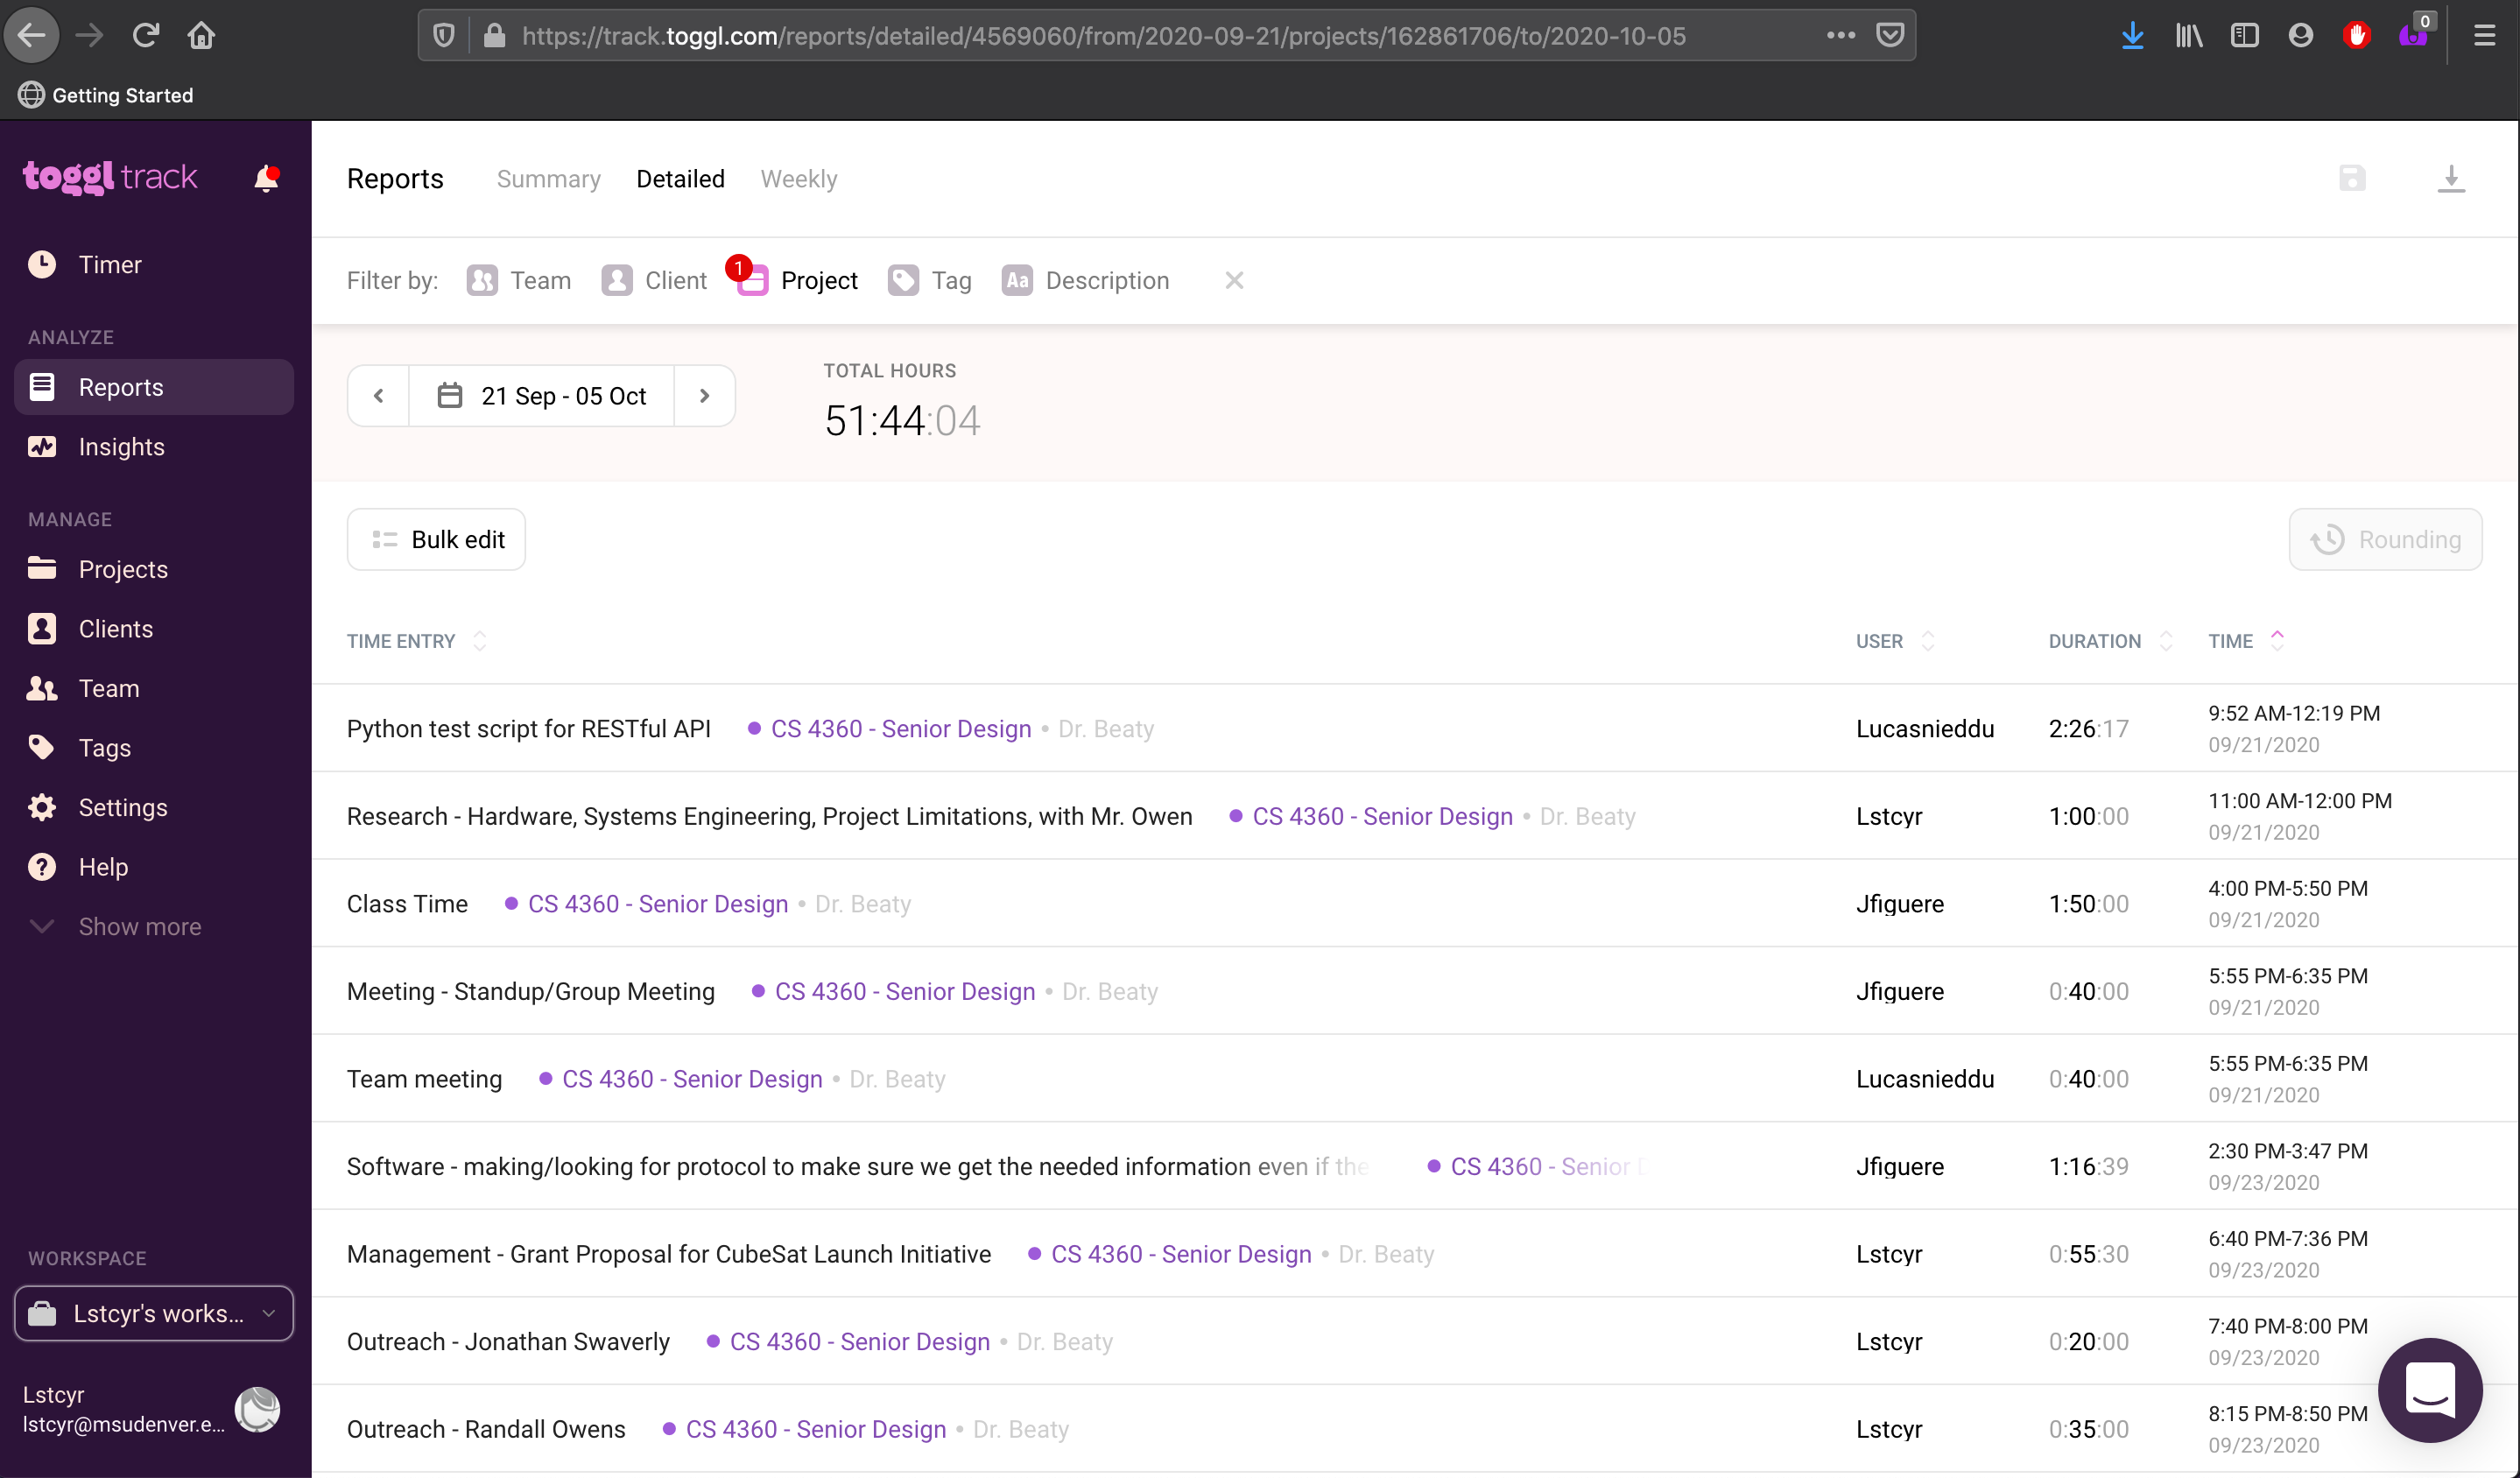 https://track.toggl.com/reports/detailed/4569060/from/2020-09-21/projects/162861706/to/2020-10-05
0
Getting Started
toggl track
Timer
ANALYZE
Reports
Insights
MANAGE
Projects
Clients
Team
Tags
Settings
Help
Show more
WORKSPACE
Lstcyr's works...
Lstcyr
lstcyr@msudenver.e...
Reports Summary Detailed Weekly
Filter by: Team Client 1 Project Tag Aa Description
21 Sep - 05 Oct
TOTAL HOURS
51:44:04
Bulk edit
Rounding
TIME ENTRY USER DURATION TIME
Python test script for RESTful API CS 4360 - Senior Design • Dr. Beaty Lucasnieddu 2:26:17 9:52 AM-12:19 PM
09/21/2020
Research - Hardware, Systems Engineering, Project Limitations, with Mr. Owen CS 4360 - Senior Design • Dr. Beaty Lstcyr 1:00:00 11:00 AM-12:00 PM
09/21/2020
Class Time CS 4360 - Senior Design • Dr. Beaty Jfiguere 1:50:00 4:00 PM-5:50 PM
09/21/2020
Meeting - Standup/Group Meeting CS 4360 - Senior Design • Dr. Beaty Jfiguere 0:40:00 5:55 PM-6:35 PM
09/21/2020
Team meeting CS 4360 - Senior Design • Dr. Beaty Lucasnieddu 0:40:00 5:55 PM-6:35 PM
09/21/2020
Software - making/looking for protocol to make sure we get the needed information even if the CS 4360 - Senior D Jfiguere 1:16:39 2:30 PM-3:47 PM
09/23/2020
Management - Grant Proposal for CubeSat Launch Initiative CS 4360 - Senior Design • Dr. Beaty Lstcyr 0:55:30 6:40 PM-7:36 PM
09/23/2020
Outreach - Jonathan Swaverly CS 4360 - Senior Design • Dr. Beaty Lstcyr 0:20:00 7:40 PM-8:00 PM
09/23/2020
Outreach - Randall Owens CS 4360 - Senior Design • Dr. Beaty Lstcyr 0:35:00 8:15 PM-8:50 PM
09/23/2020